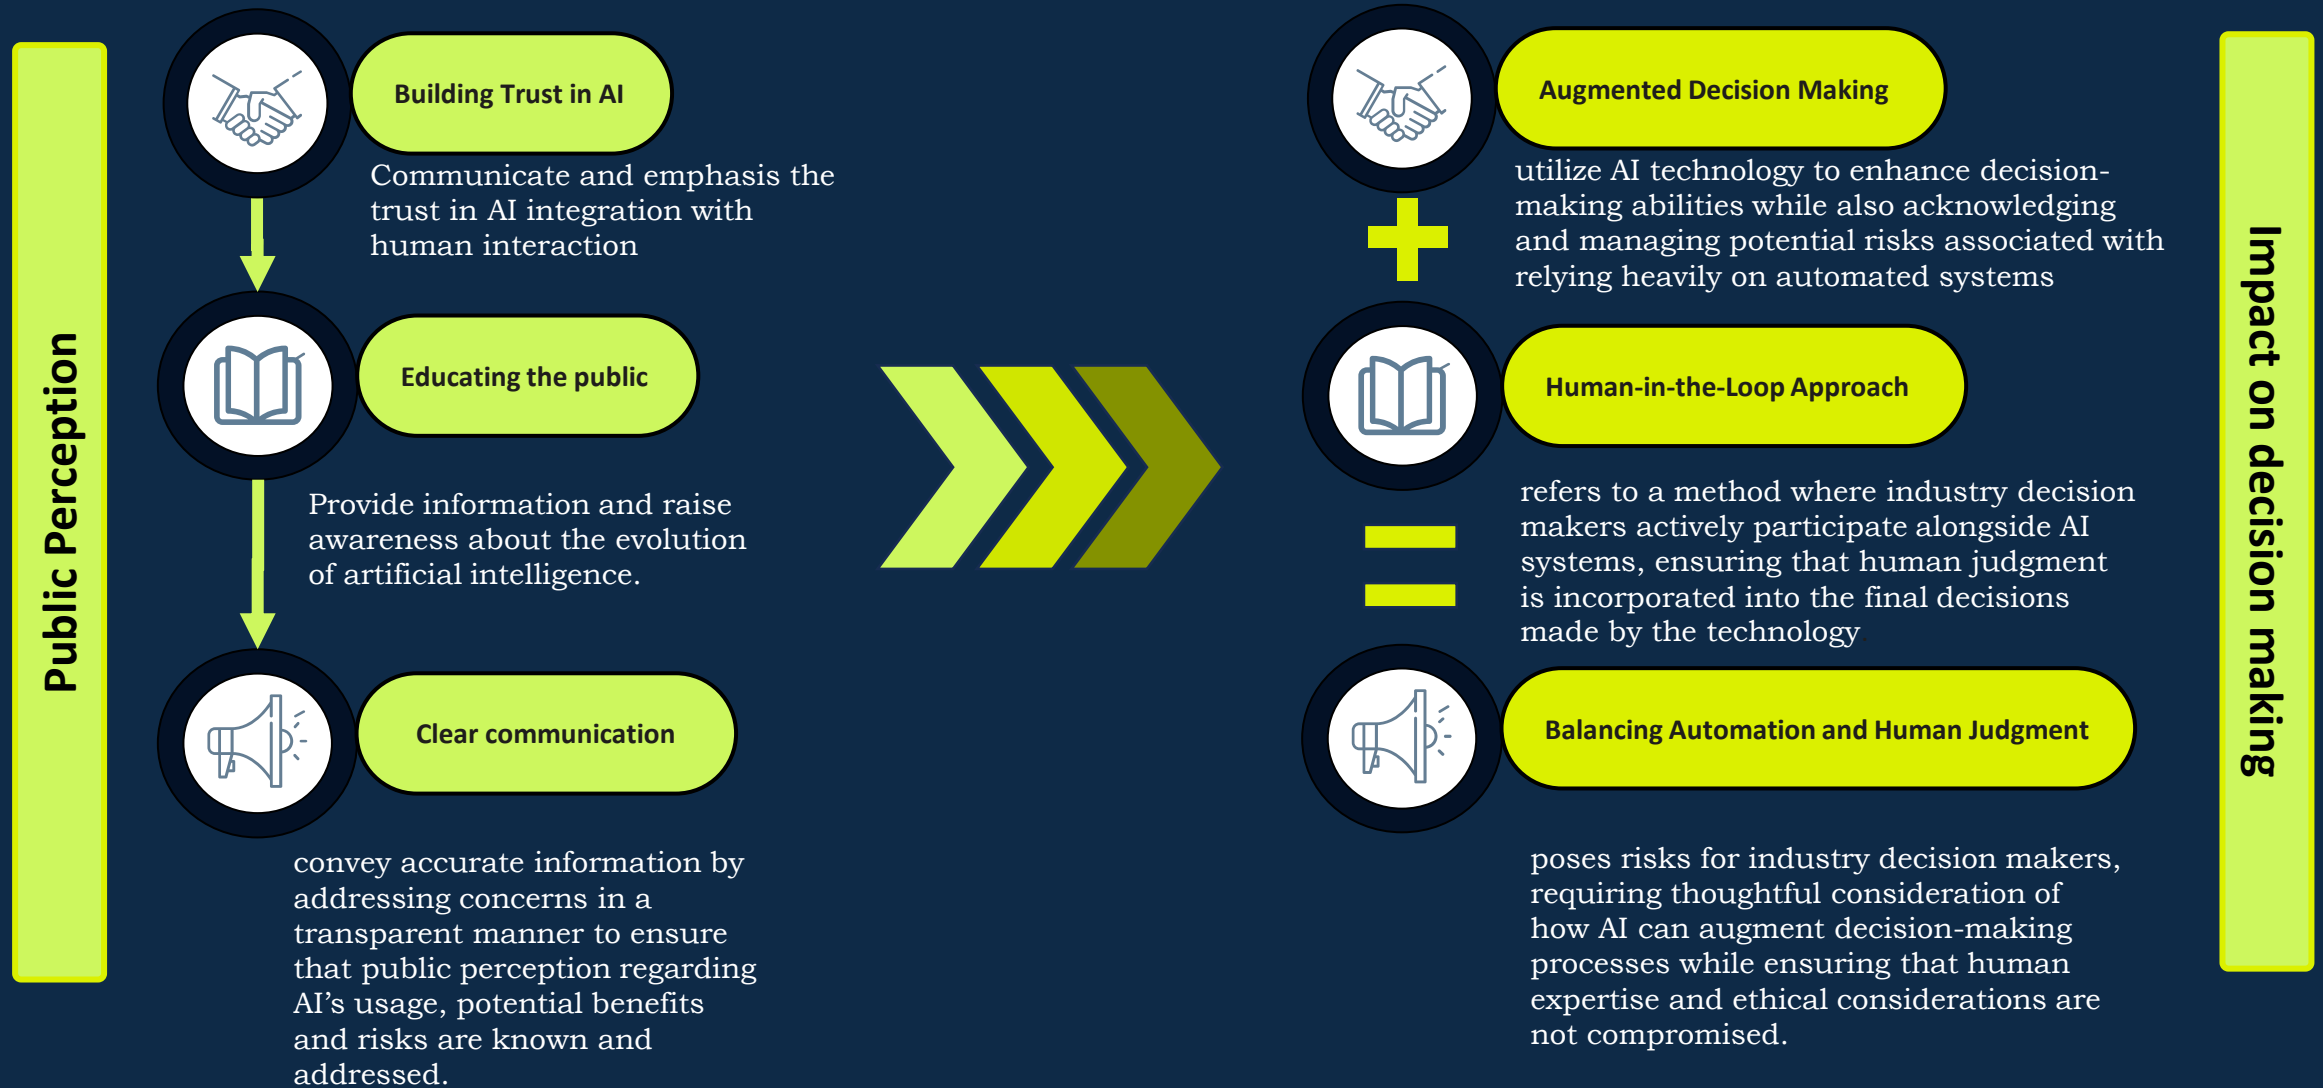 Public Perception
Building Trust in AI
Communicate and emphasis the
trust in AI integration with
human interaction
Educating the public
Provide information and raise
awareness about the evolution
of artificial intelligence.
Clear communication
convey accurate information by
addressing concerns in a
transparent manner to ensure
that public perception regarding
AI’s usage, potential benefits
and risks are known and
addressed.
Augmented Decision Making
utilize AI technology to enhance decision-
making abilities while also acknowledging
and managing potential risks associated with
relying heavily on automated systems
Human-in-the-Loop Approach
refers to a method where industry decision
makers actively participate alongside AI
systems, ensuring that human judgment
is incorporated into the final decisions
made by the technology
Balancing Automation and Human Judgment
poses risks for industry decision makers,
requiring thoughtful consideration of
how AI can augment decision-making
processes while ensuring that human
expertise and ethical considerations are
not compromised.
Impact on decision making